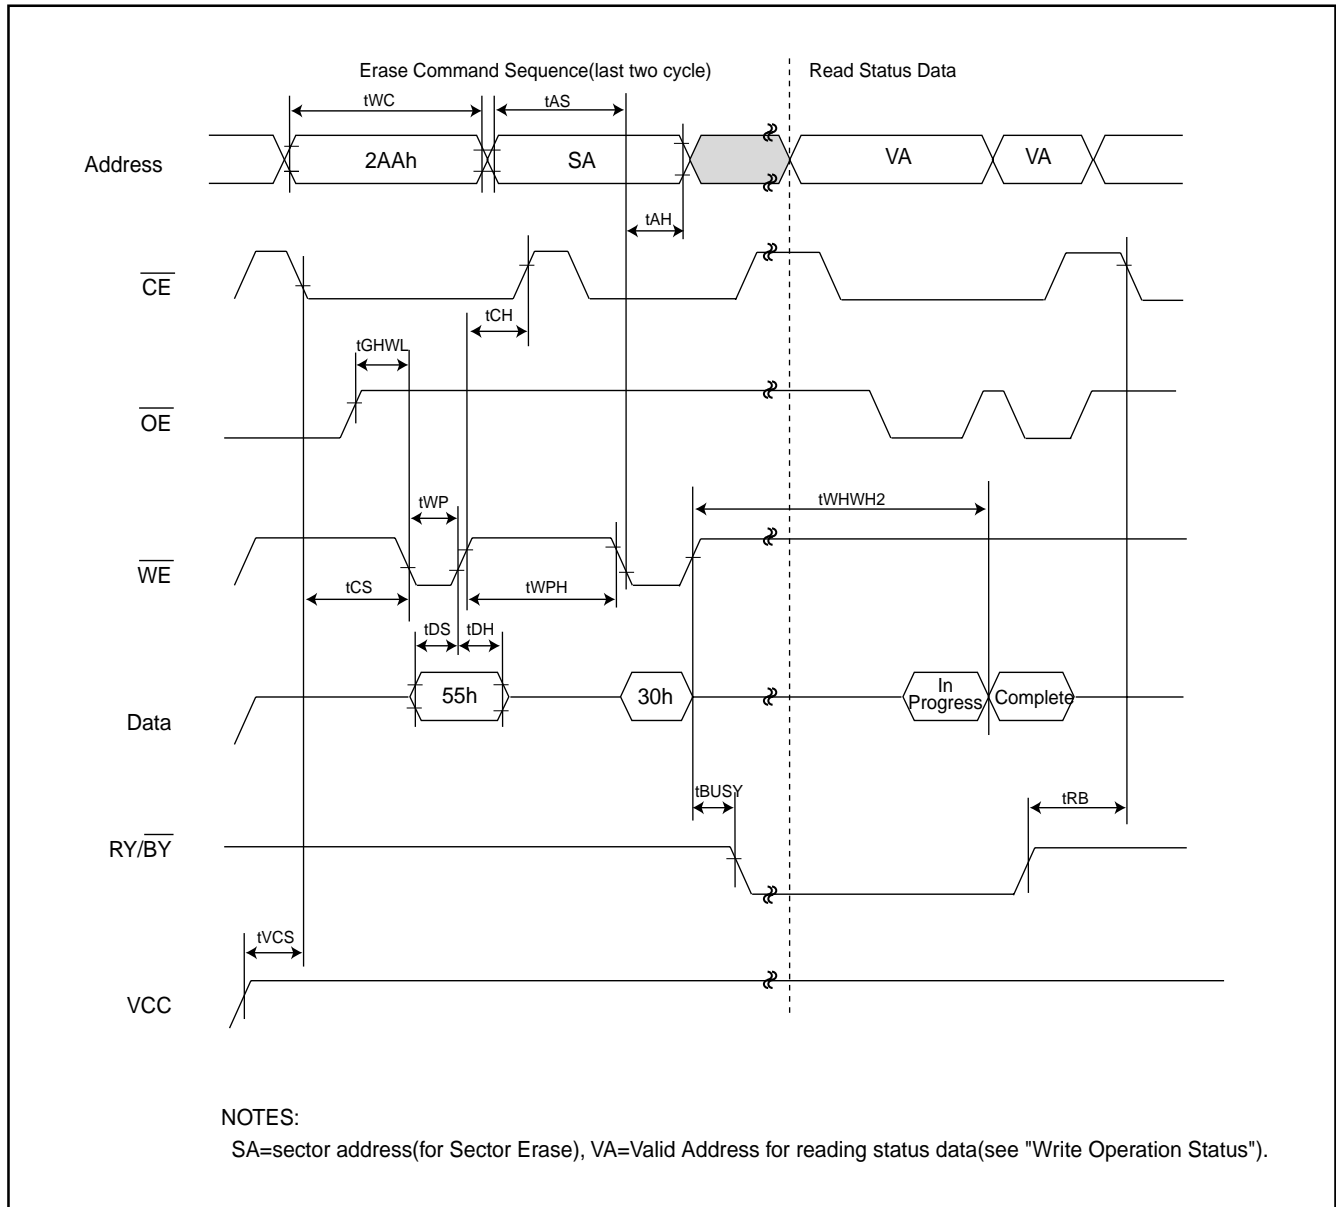 Erase Command Sequence(last two cycle)
Read Status Data
tWC
tAS
Address
2AAh
SA
VA
VA
tAH
CE
tCH
tGHWL
OE
tWP
tWHWH2
WE
tCS
tWPH
tDS
tDH
Data
55h
30h
In
Progress
Complete
tBUSY
tRB
RY/BY
tVCS
VCC
NOTES:
SA=sector address(for Sector Erase), VA=Valid Address for reading status data(see "Write Operation Status").